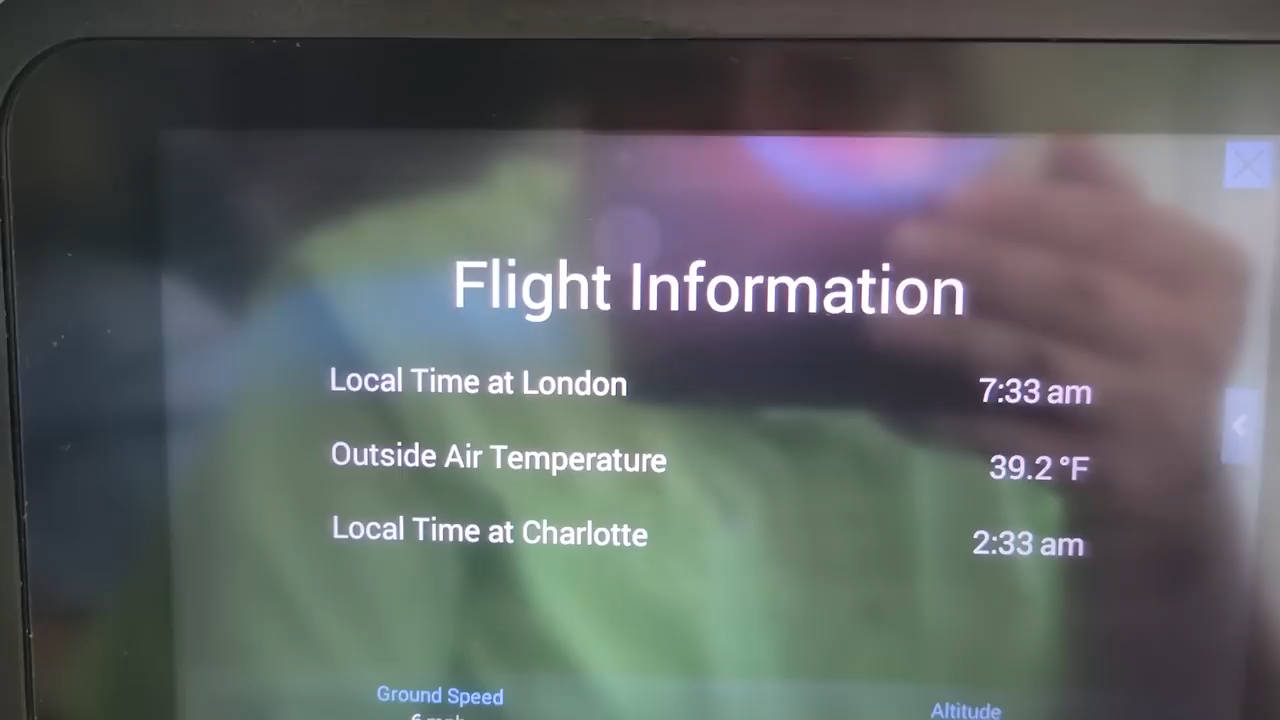 Flight Information
Local Time at London 7:33 am
Outside Air Temperature 39.2 °F
Local Time at Charlotte 2:33 am
Ground Speed Altitude